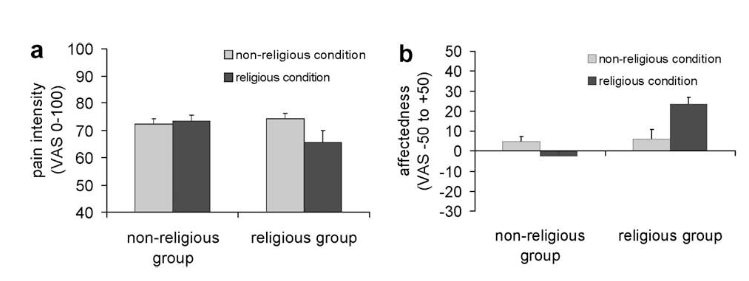 a
100
90
80
70
60
50
40
pain intensity
(VAS 0-100)
non-religious condition
religious condition
non-religious
group
religious group
b
50
40
30
20
10
0
-10
-20
-30
affectedness
(VAS -50 to +50)
non-religious condition
religious condition
non-religious
group
religious group